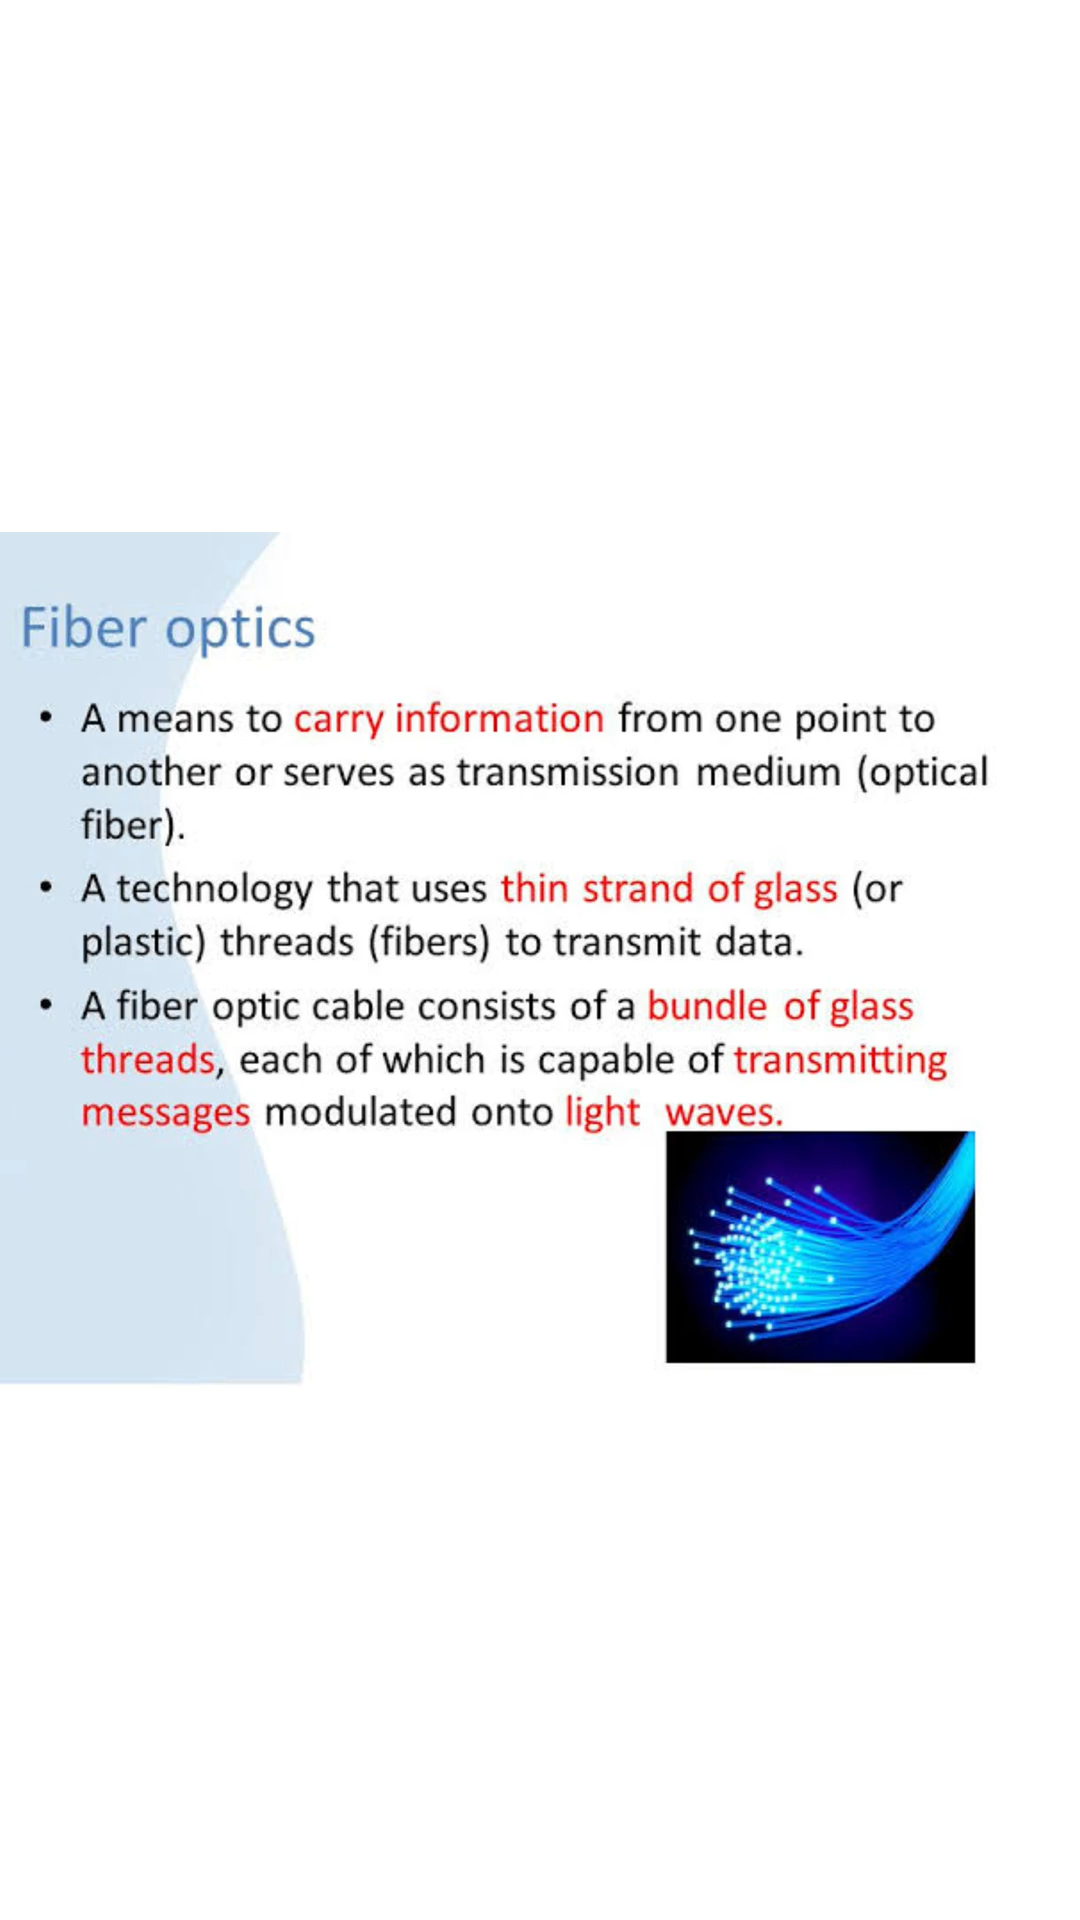 Fiber optics
• A means to carry information from one point to
another or serves as transmission medium (optical
fiber).
• A technology that uses thin strand of glass (or
plastic) threads (fibers) to transmit data.
• A fiber optic cable consists of a bundle of glass
threads, each of which is capable of transmitting
messages modulated onto light waves.